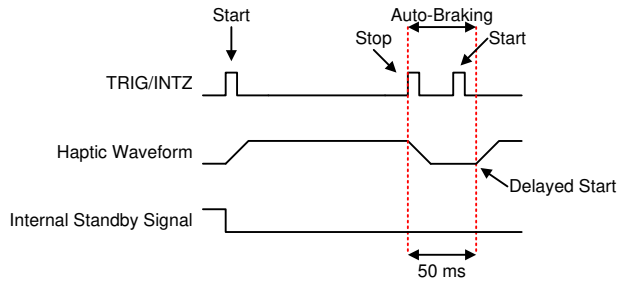 Start
Auto-Braking
Stop
Start
TRIG/INTZ
Haptic Waveform
Delayed Start
Internal Standby Signal
50 ms